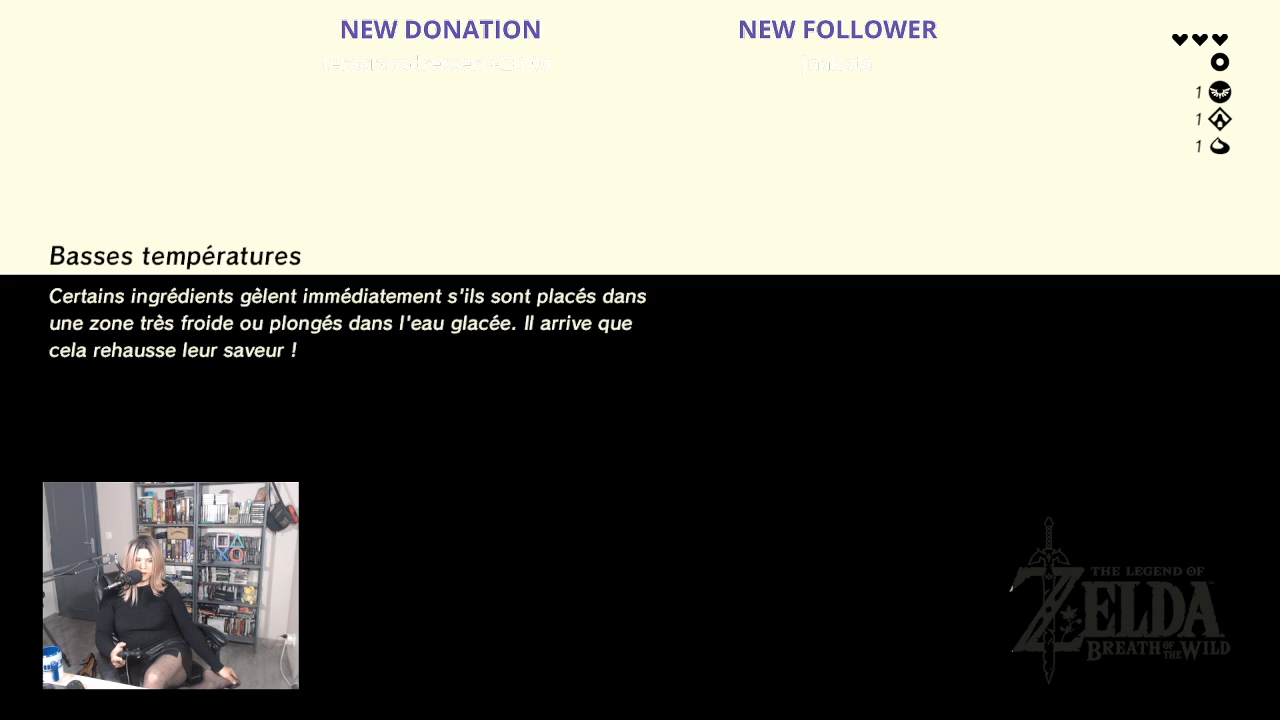 NEW DONATION
NEW FOLLOWER
1
1
1
Basses températures
Certains ingrédients gèlent immédiatement s'ils sont placés dans
une zone très froide ou plongés dans l'eau glacée. Il arrive que
cela rehausse leur saveur !
THE LEGEND OF
ZELDA
BREATH OF THE WILD